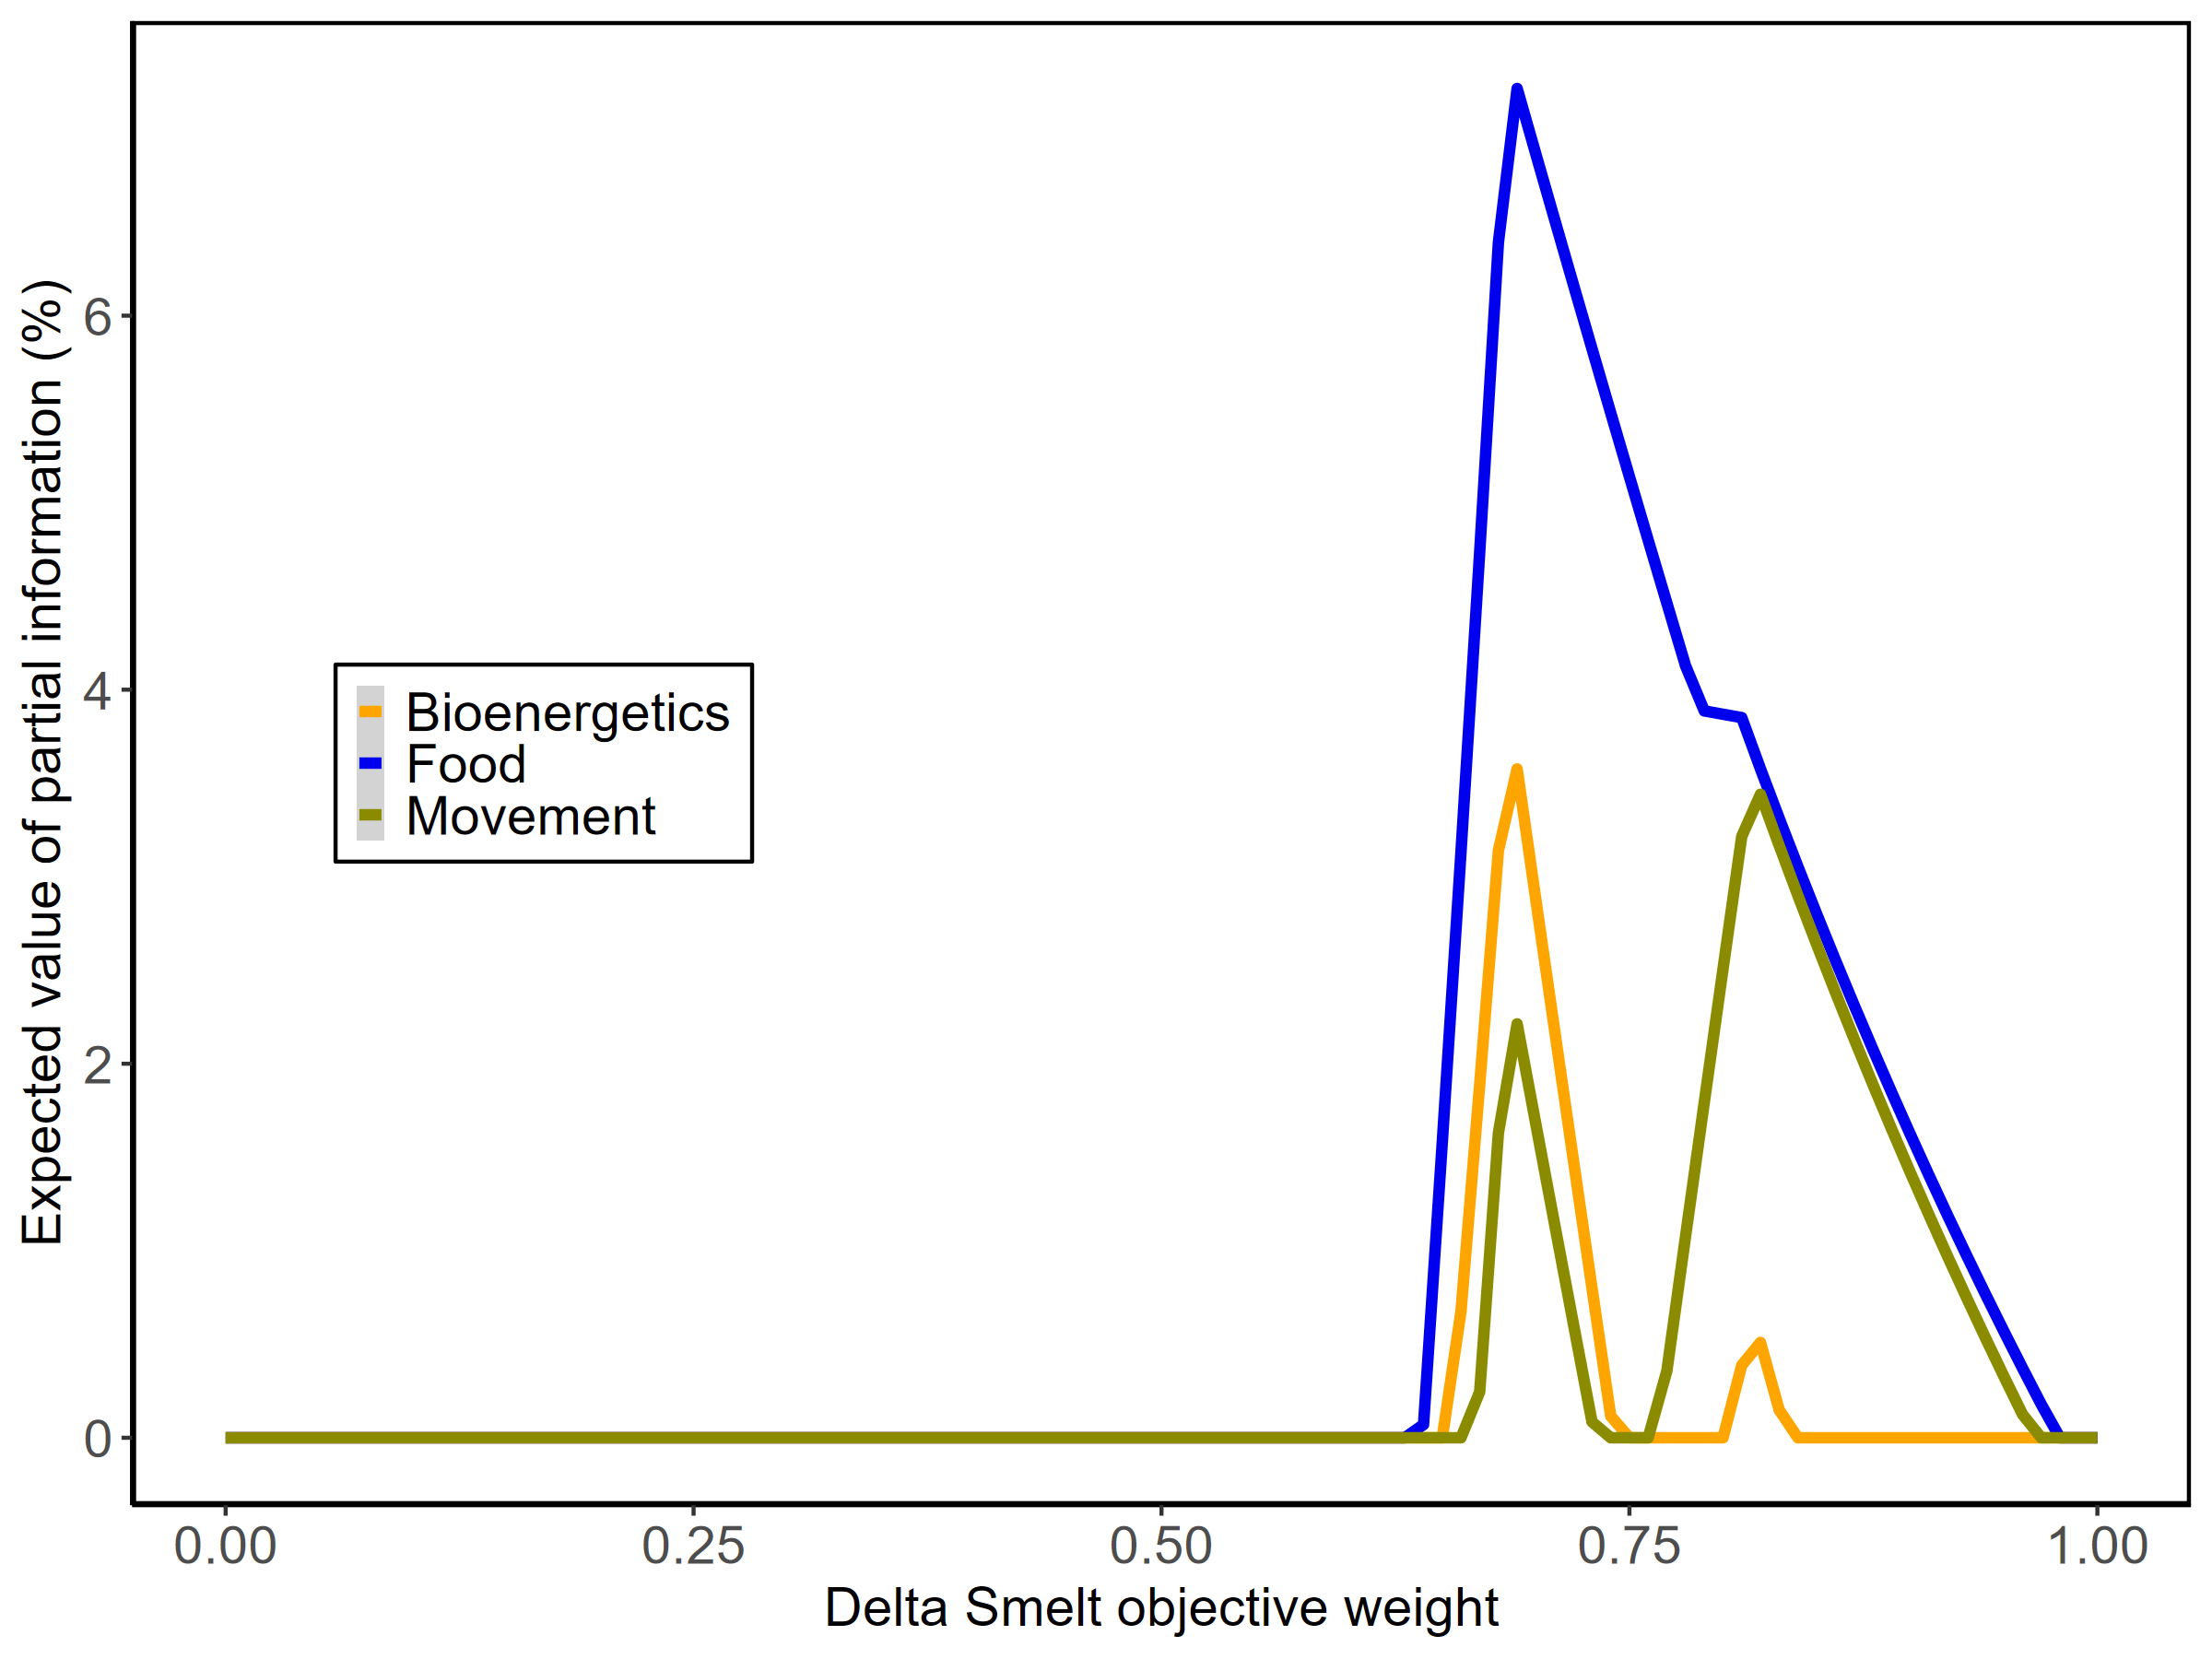 Expected value of partial information (%)
6
4
2
0
Bioenergetics
Food
Movement
0.00 0.25 0.50 0.75 1.00
Delta Smelt objective weight